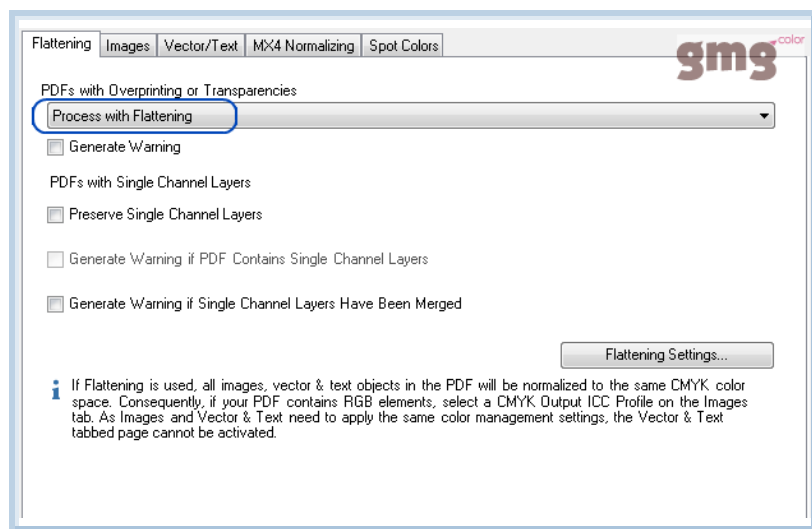 Flattening Images Vector/Text MX4 Normalizing Spot Colors
gmg color
PDFs with Overprinting or Transparencies
Process with Flattening
Generate Warning
PDFs with Single Channel Layers
Preserve Single Channel Layers
Generate Warning if PDF Contains Single Channel Layers
Generate Warning if Single Channel Layers Have Been Merged
Flattening Settings...
If Flattening is used, all images, vector & text objects in the PDF will be normalized to the same CMYK color
space. Consequently, if your PDF contains RGB elements, select a CMYK Output ICC Profile on the Images
tab. As Images and Vector & Text need to apply the same color management settings, the Vector & Text
tabbed page cannot be activated.